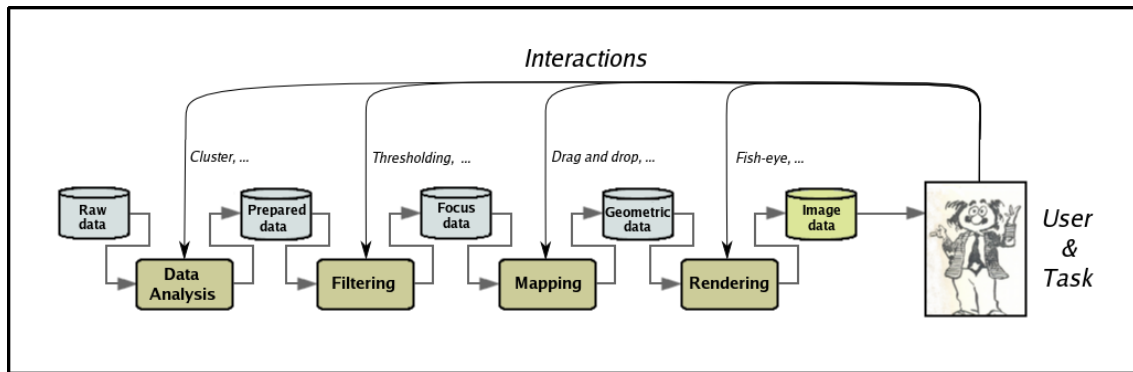 Interactions
Cluster, ...
Thresholding, ...
Drag and drop, ...
Fish-eye, ...
Raw
data
Prepared
data
Focus
data
Geometric
data
Image
data
User
&
Task
Data
Analysis
Filtering
Mapping
Rendering